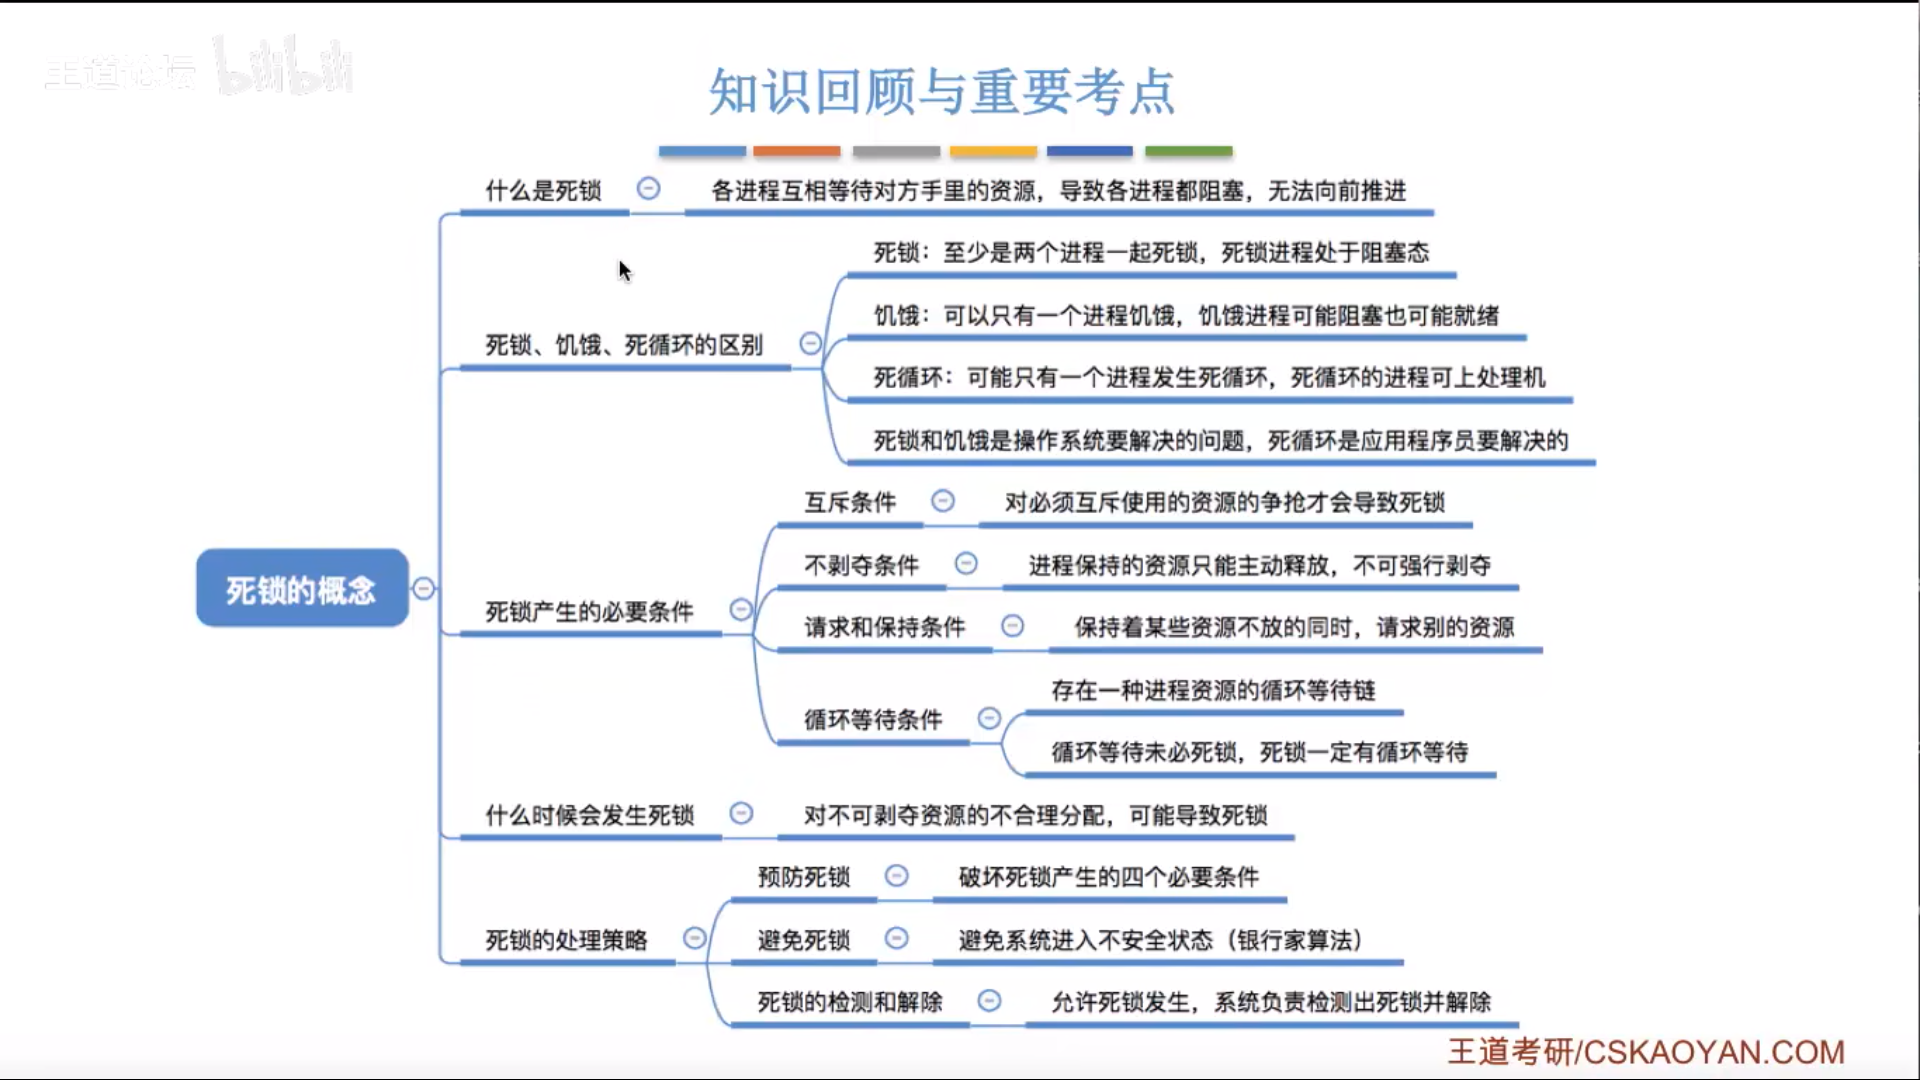 王道论坛 bilibili
知识回顾与重要考点
什么是死锁
各进程互相等待对方手里的资源，导致各进程都阻塞，无法向前推进
死锁、饥饿、死循环的区别
死锁：至少是两个进程一起死锁，死锁进程处于阻塞态
饥饿：可以只有一个进程饥饿，饥饿进程可能阻塞也可能就绪
死循环：可能只有一个进程发生死循环，死循环的进程可上处理机
死锁和饥饿是操作系统要解决的问题，死循环是应用程序员要解决的
死锁的概念
死锁产生的必要条件
互斥条件
对必须互斥使用的资源的争抢才会导致死锁
不剥夺条件
进程保持的资源只能主动释放，不可强行剥夺
请求和保持条件
保持着某些资源不放的同时，请求别的资源
循环等待条件
存在一种进程资源的循环等待链
循环等待未必死锁，死锁一定有循环等待
什么时候会发生死锁
对不可剥夺资源的不合理分配，可能导致死锁
死锁的处理策略
预防死锁
破坏死锁产生的四个必要条件
避免死锁
避免系统进入不安全状态（银行家算法）
死锁的检测和解除
允许死锁发生，系统负责检测出死锁并解除
王道考研/CSKAOYAN.COM